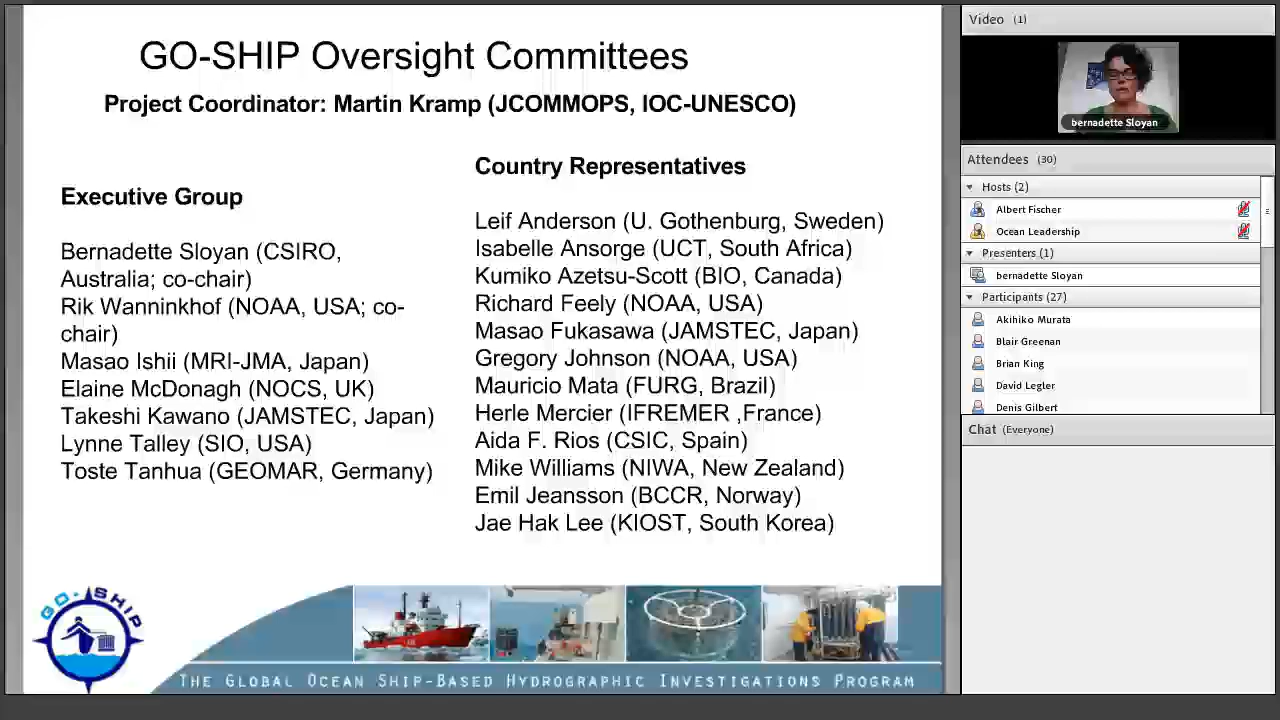 GO-SHIP Oversight Committees
Project Coordinator: Martin Kramp (JCOMMOPS, IOC-UNESCO)
Executive Group
Bernadette Sloyan (CSIRO,
Australia; co-chair)
Rik Wanninkhof (NOAA, USA; co-
chair)
Masao Ishii (MRI-JMA, Japan)
Elaine McDonagh (NOCS, UK)
Takeshi Kawano (JAMSTEC, Japan)
Lynne Talley (SIO, USA)
Toste Tanhua (GEOMAR, Germany)
Country Representatives
Leif Anderson (U. Gothenburg, Sweden)
Isabelle Ansorge (UCT, South Africa)
Kumiko Azetsu-Scott (BIO, Canada)
Richard Feely (NOAA, USA)
Masao Fukasawa (JAMSTEC, Japan)
Gregory Johnson (NOAA, USA)
Mauricio Mata (FURG, Brazil)
Herle Mercier (IFREMER ,France)
Aida F. Rios (CSIC, Spain)
Mike Williams (NIWA, New Zealand)
Emil Jeansson (BCCR, Norway)
Jae Hak Lee (KIOST, South Korea)
GO-SHIP
THE GLOBAL OCEAN SHIP-BASED HYDROGRAPHIC INVESTIGATIONS PROGRAM
Video (1)
bernadette Sloyan
Attendees (30)
Hosts (2)
Albert Fischer
Ocean Leadership
Presenters (1)
bernadette Sloyan
Participants (27)
Akihiko Murata
Blair Greenan
Brian King
David Legler
Denis Gilbert
Chat (Everyone)